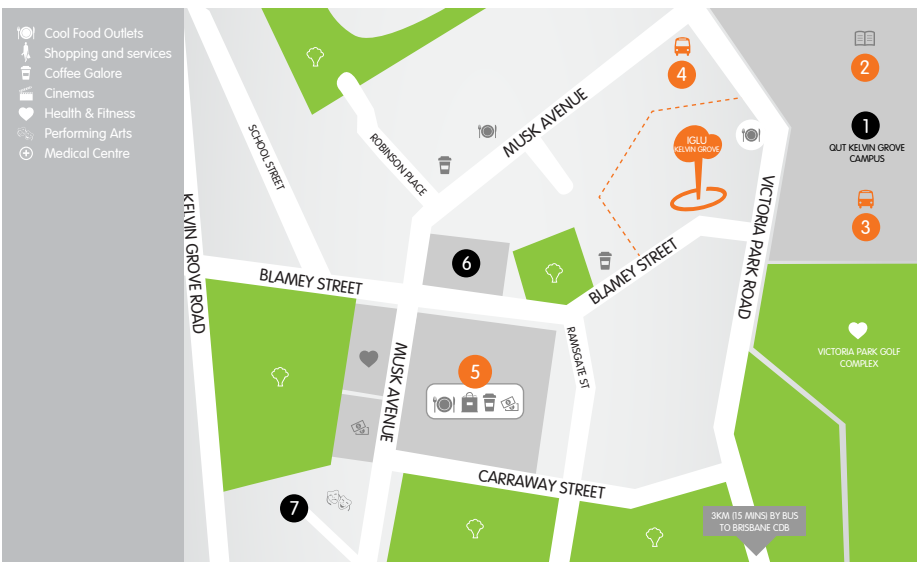 Cool Food Outlets
Shopping and services
Coffee Galore
Cinemas
Health & Fitness
Performing Arts
Medical Centre
SCHOOL STREET
ROBINSON PLACE
MUSK AVENUE
4
2
1
QUT KELVIN GROVE
CAMPUS
IGLU
KELVIN GROVE
3
KELVIN GROVE ROAD
VICTORIA PARK ROAD
6
BLAMEY STREET
BLAMEY STREET
RAMSGATE ST
MUSK AVENUE
5
VICTORIA PARK GOLF
COMPLEX
CARRAWAY STREET
7
3KM (15 MINS) BY BUS
TO BRISBANE CDB